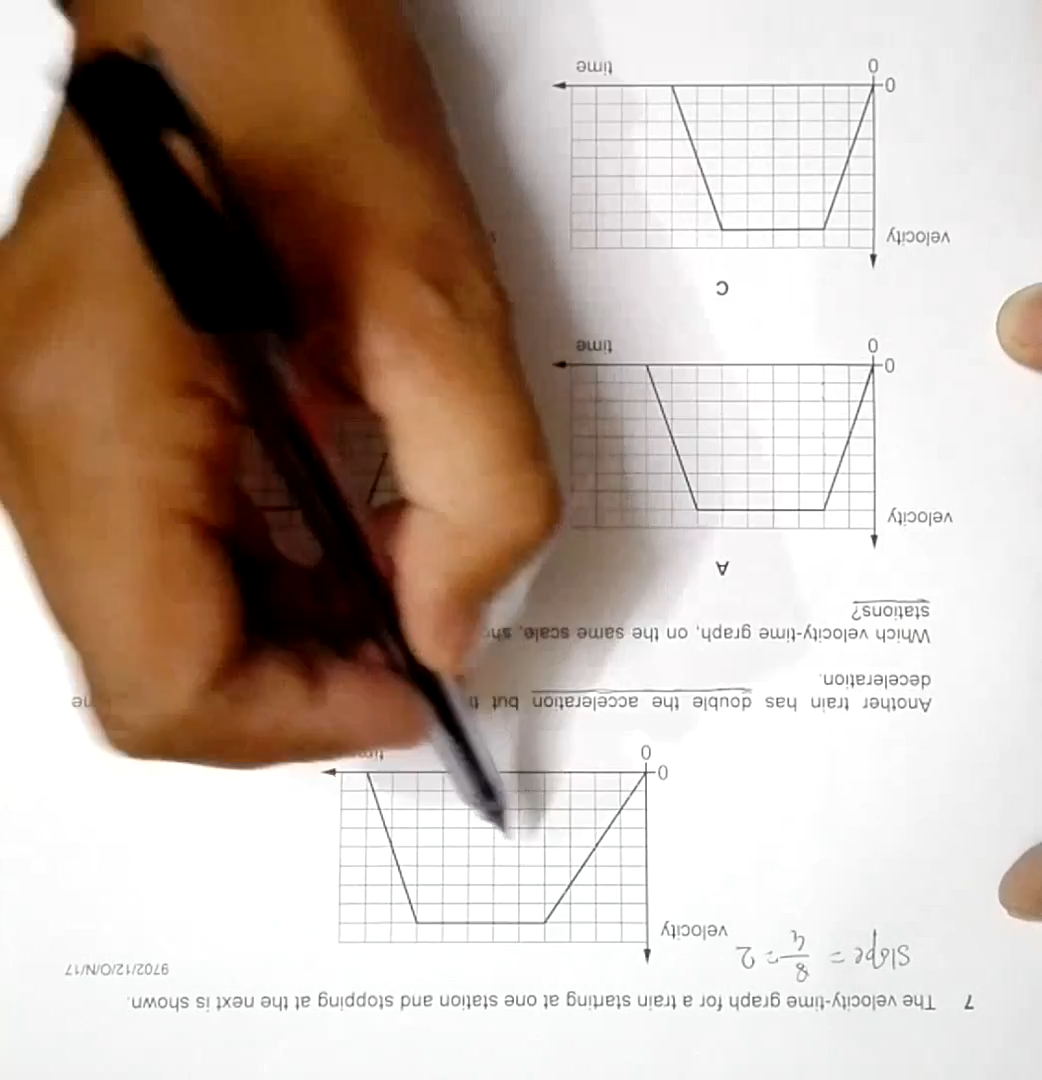 7 The velocity-time graph for a train starting at one station and stopping at the next is shown.
9702/12/O/N/17
slope = 8/4 = 2
velocity
0
0
Another train has double the acceleration but
deceleration.
Which velocity-time graph, on the same scale,
stations?
A
velocity
0
0
time
C
velocity
0
0
time